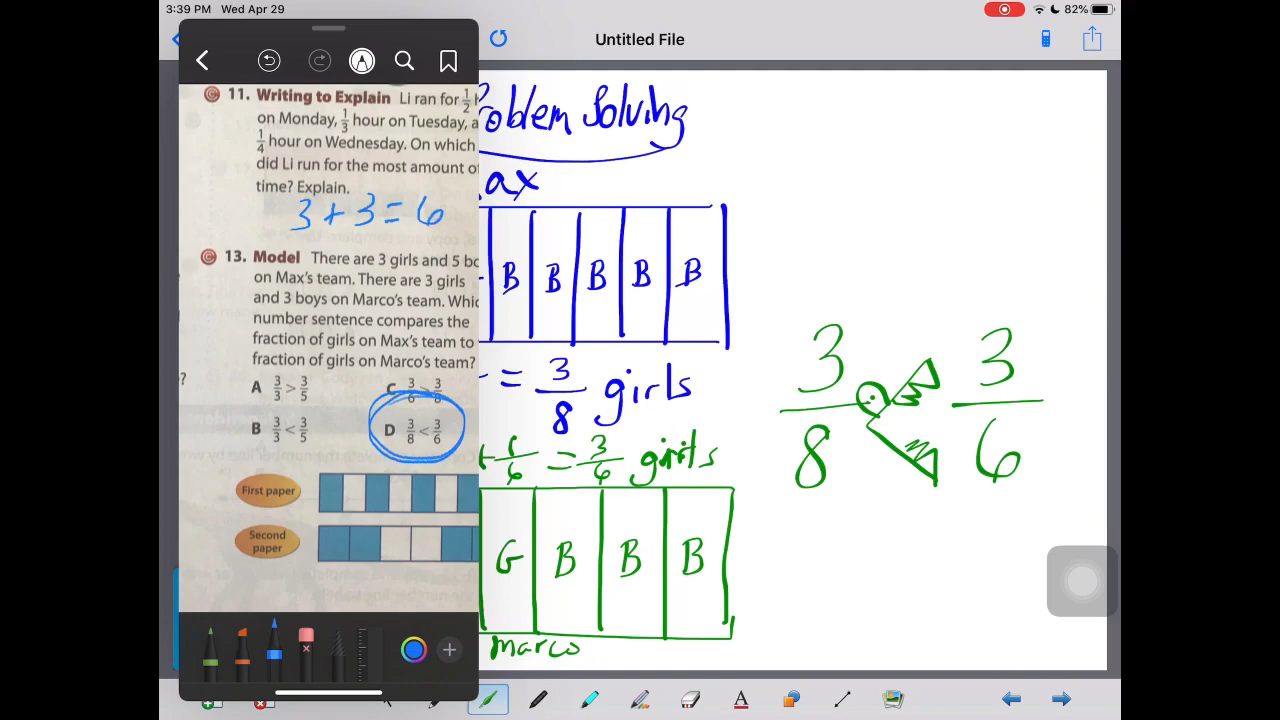 3:39 PM Wed Apr 29
82%
Untitled File
11. Writing to Explain Li ran for 1/2 h
on Monday, 1/3 hour on Tuesday, a
1/4 hour on Wednesday. On which
did Li run for the most amount of
time? Explain.
3 + 3 = 6
13. Model There are 3 girls and 5 bo
on Max's team. There are 3 girls
and 3 boys on Marco's team. Whic
number sentence compares the
fraction of girls on Max's team to
fraction of girls on Marco's team?
A 3/3 > 3/5
C 3/6 > 3/8
B 3/3 < 3/5
D 3/8 < 3/6
First paper
Second
paper
roblem Solving
ax
B B B B B
= 3/8 girls
= 3/6 girls
G B B B
marco
3/8 < 3/6
A